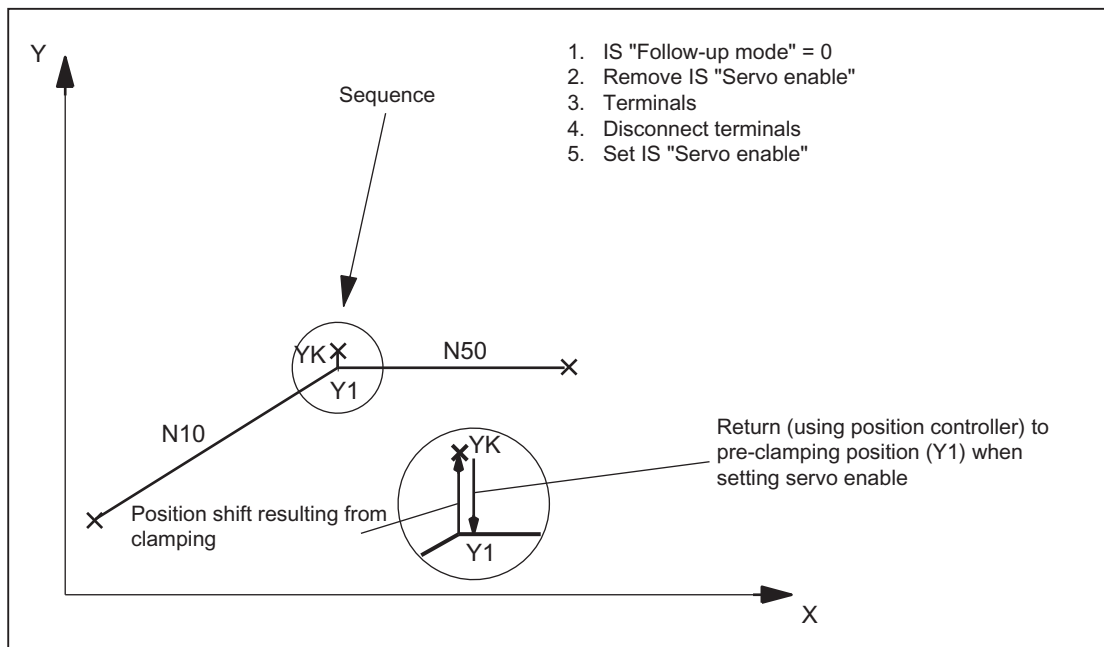 Y
1. IS "Follow-up mode" = 0
2. Remove IS "Servo enable"
3. Terminals
4. Disconnect terminals
5. Set IS "Servo enable"
Sequence
YK
N50
Y1
N10
YK
Return (using position controller) to
pre-clamping position (Y1) when
setting servo enable
Position shift resulting from
clamping
Y1
X